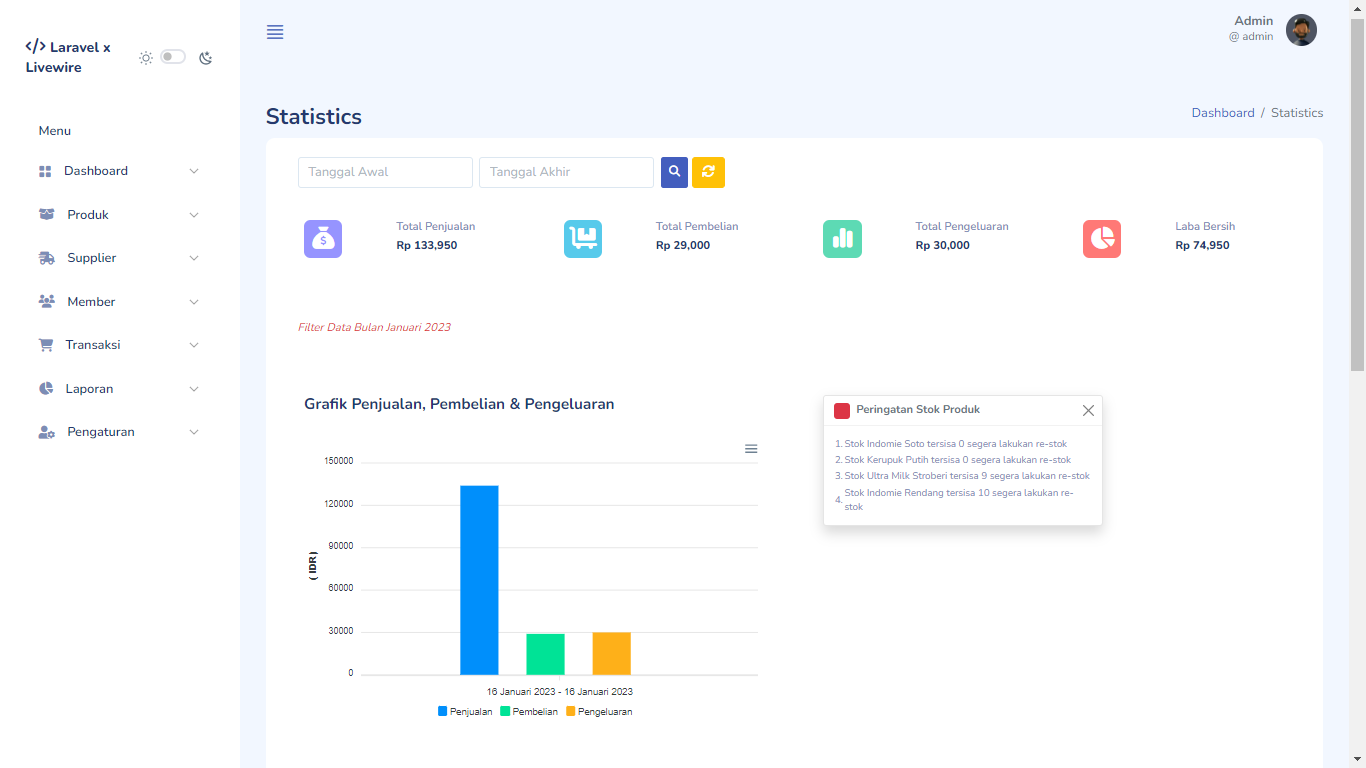 </> Laravel x
Livewire
Menu
Dashboard
Produk
Supplier
Member
Transaksi
Laporan
Pengaturan
Admin
@ admin
Statistics
Dashboard / Statistics
Tanggal Awal
Tanggal Akhir
Total Penjualan
Rp 133,950
Total Pembelian
Rp 29,000
Total Pengeluaran
Rp 30,000
Laba Bersih
Rp 74,950
Filter Data Bulan Januari 2023
Grafik Penjualan, Pembelian & Pengeluaran
150000
120000
90000
60000
30000
0
( IDR )
16 Januari 2023 - 16 Januari 2023
Penjualan Pembelian Pengeluaran
Peringatan Stok Produk
1. Stok Indomie Soto tersisa 0 segera lakukan re-stok
2. Stok Kerupuk Putih tersisa 0 segera lakukan re-stok
3. Stok Ultra Milk Stroberi tersisa 9 segera lakukan re-stok
4. Stok Indomie Rendang tersisa 10 segera lakukan re-
stok